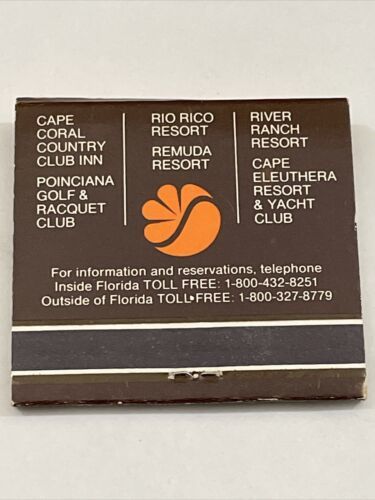 CAPE
CORAL
COUNTRY
CLUB INN
POINCIANA
GOLF &
RACQUET
CLUB
RIO RICO
RESORT
REMUDA
RESORT
RIVER
RANCH
RESORT
CAPE
ELEUTHERA
RESORT
& YACHT
CLUB
For information and reservations, telephone
Inside Florida TOLL FREE: 1-800-432-8251
Outside of Florida TOLL FREE: 1-800-327-8779